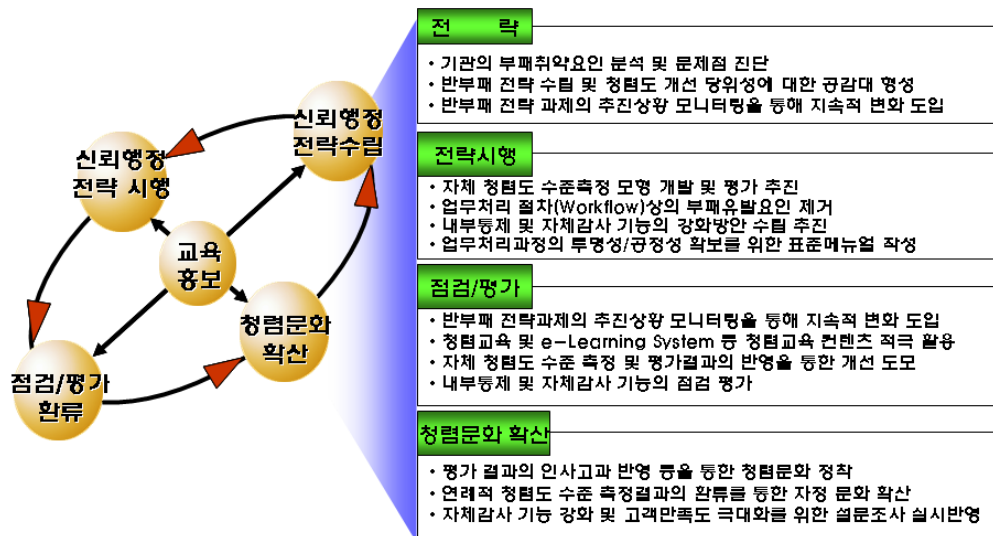 신뢰행정
전략수립
신뢰행정
전략 시행
교육
홍보
청렴문화
확산
점검/평가
환류
전 략
• 기관의 부패취약요인 분석 및 문제점 진단
• 반부패 전략 수립 및 청렴도 개선 당위성에 대한 공감대 형성
• 반부패 전략 과제의 추진상황 모니터링을 통해 지속적 변화 도입
전략시행
• 자체 청렴도 수준측정 모형 개발 및 평가 추진
• 업무처리 절차(Workflow)상의 부패유발요인 제거
• 내부통제 및 자체감사 기능의 강화방안 수립 추진
• 업무처리과정의 투명성/공정성 확보를 위한 표준메뉴얼 작성
점검/평가
• 반부패 전략과제의 추진상황 모니터링을 통해 지속적 변화 도입
• 청렴교육 및 e-Learning System 등 청렴교육 컨텐츠 적극 활용
• 자체 청렴도 수준 측정 및 평가결과의 반영을 통한 개선 도모
• 내부통제 및 자체감사 기능의 점검 평가
청렴문화 확산
• 평가 결과의 인사고과 반영 등을 통한 청렴문화 정착
• 연례적 청렴도 수준 측정결과의 환류를 통한 자정 문화 확산
• 자체감사 기능 강화 및 고객만족도 극대화를 위한 설문조사 실시반영